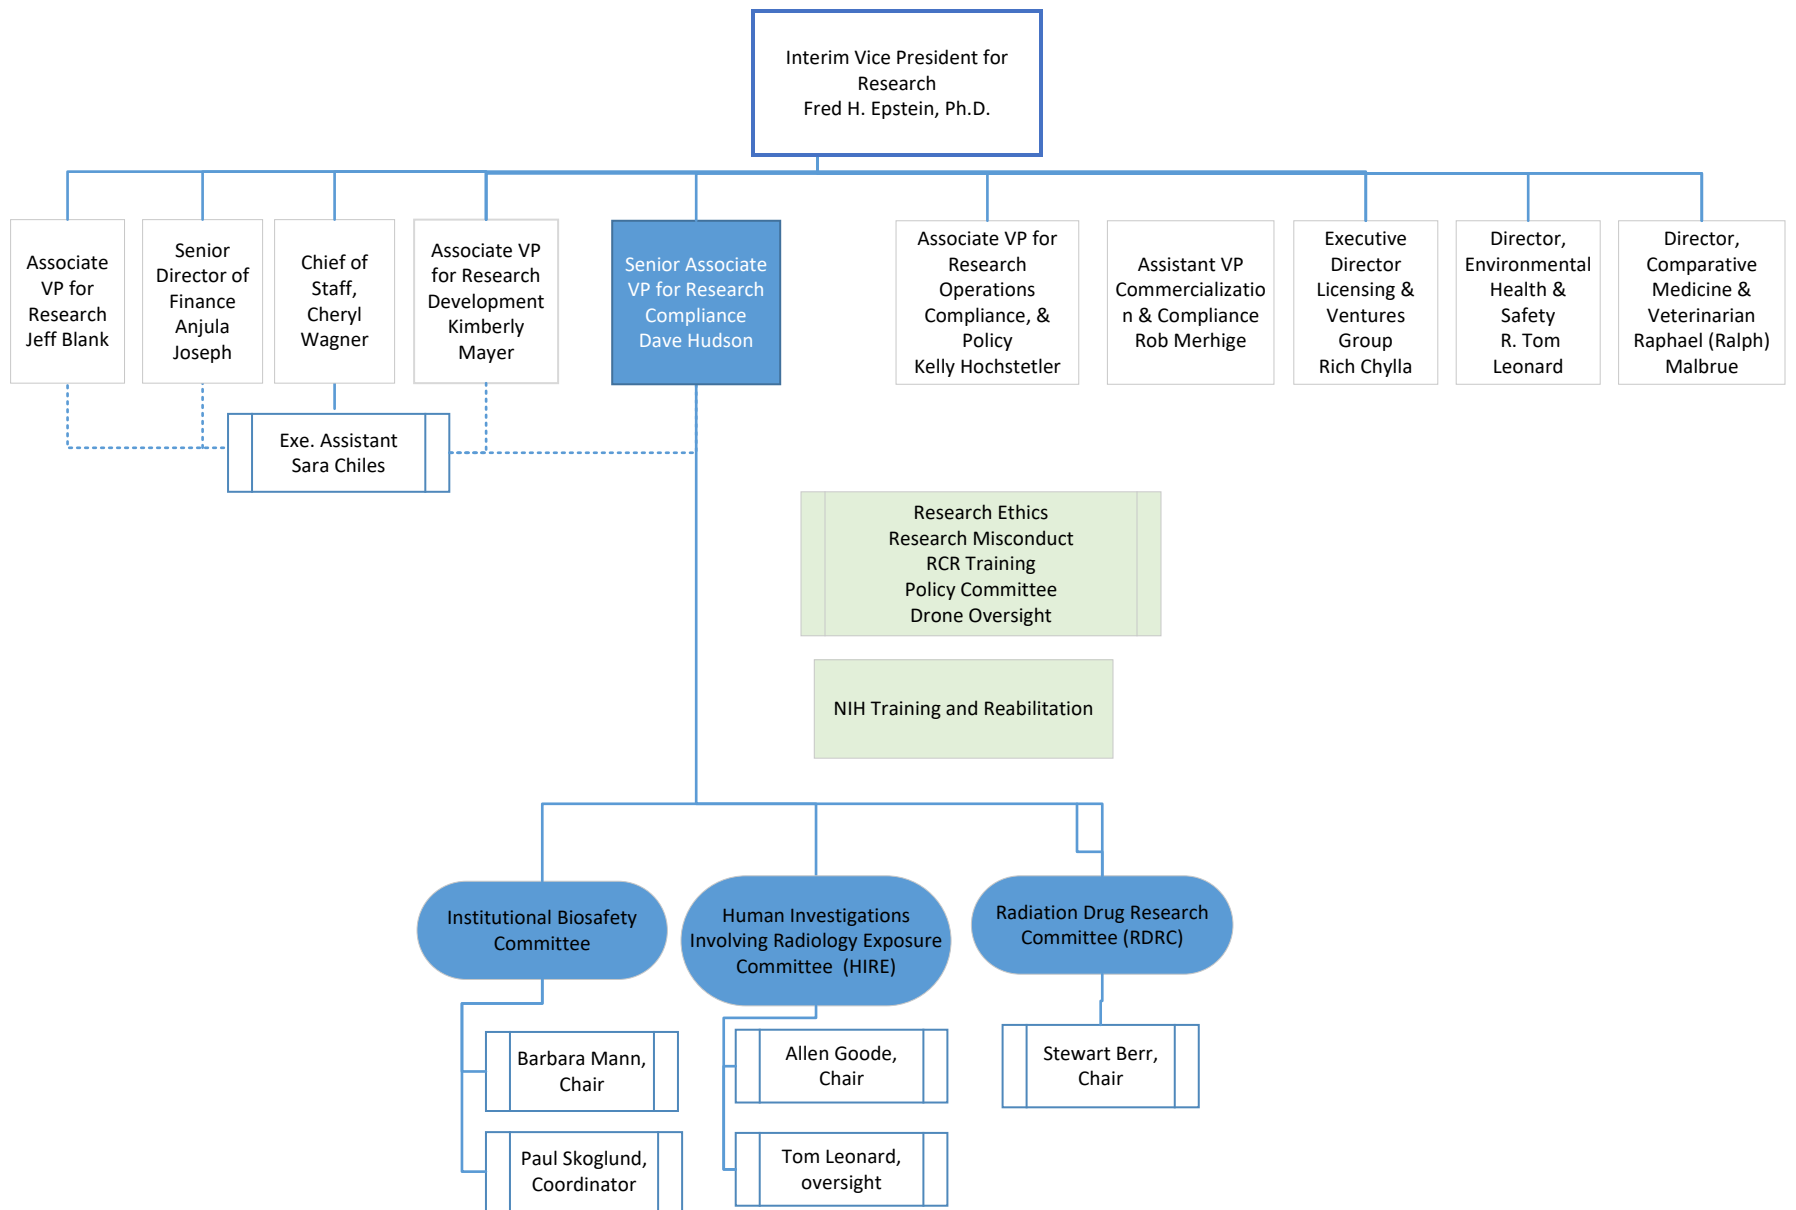 Interim Vice President for
Research
Fred H. Epstein, Ph.D.
Associate
VP for
Research
Jeff Blank
Senior
Director of
Finance
Anjula
Joseph
Chief of
Staff,
Cheryl
Wagner
Associate VP
for Research
Development
Kimberly
Mayer
Senior Associate
VP for Research
Compliance
Dave Hudson
Associate VP for
Research
Operations
Compliance, &
Policy
Kelly Hochstetler
Assistant VP
Commercializatio
n & Compliance
Rob Merhige
Executive
Director
Licensing &
Ventures
Group
Rich Chylla
Director,
Environmental
Health &
Safety
R. Tom
Leonard
Director,
Comparative
Medicine &
Veterinarian
Raphael (Ralph)
Malbrue
Exe. Assistant
Sara Chiles
Research Ethics
Research Misconduct
RCR Training
Policy Committee
Drone Oversight
NIH Training and Reabilitation
Institutional Biosafety
Committee
Human Investigations
Involving Radiology Exposure
Committee  (HIRE)
Radiation Drug Research
Committee (RDRC)
Barbara Mann,
Chair
Allen Goode,
Chair
Stewart Berr,
Chair
Paul Skoglund,
Coordinator
Tom Leonard,
oversight